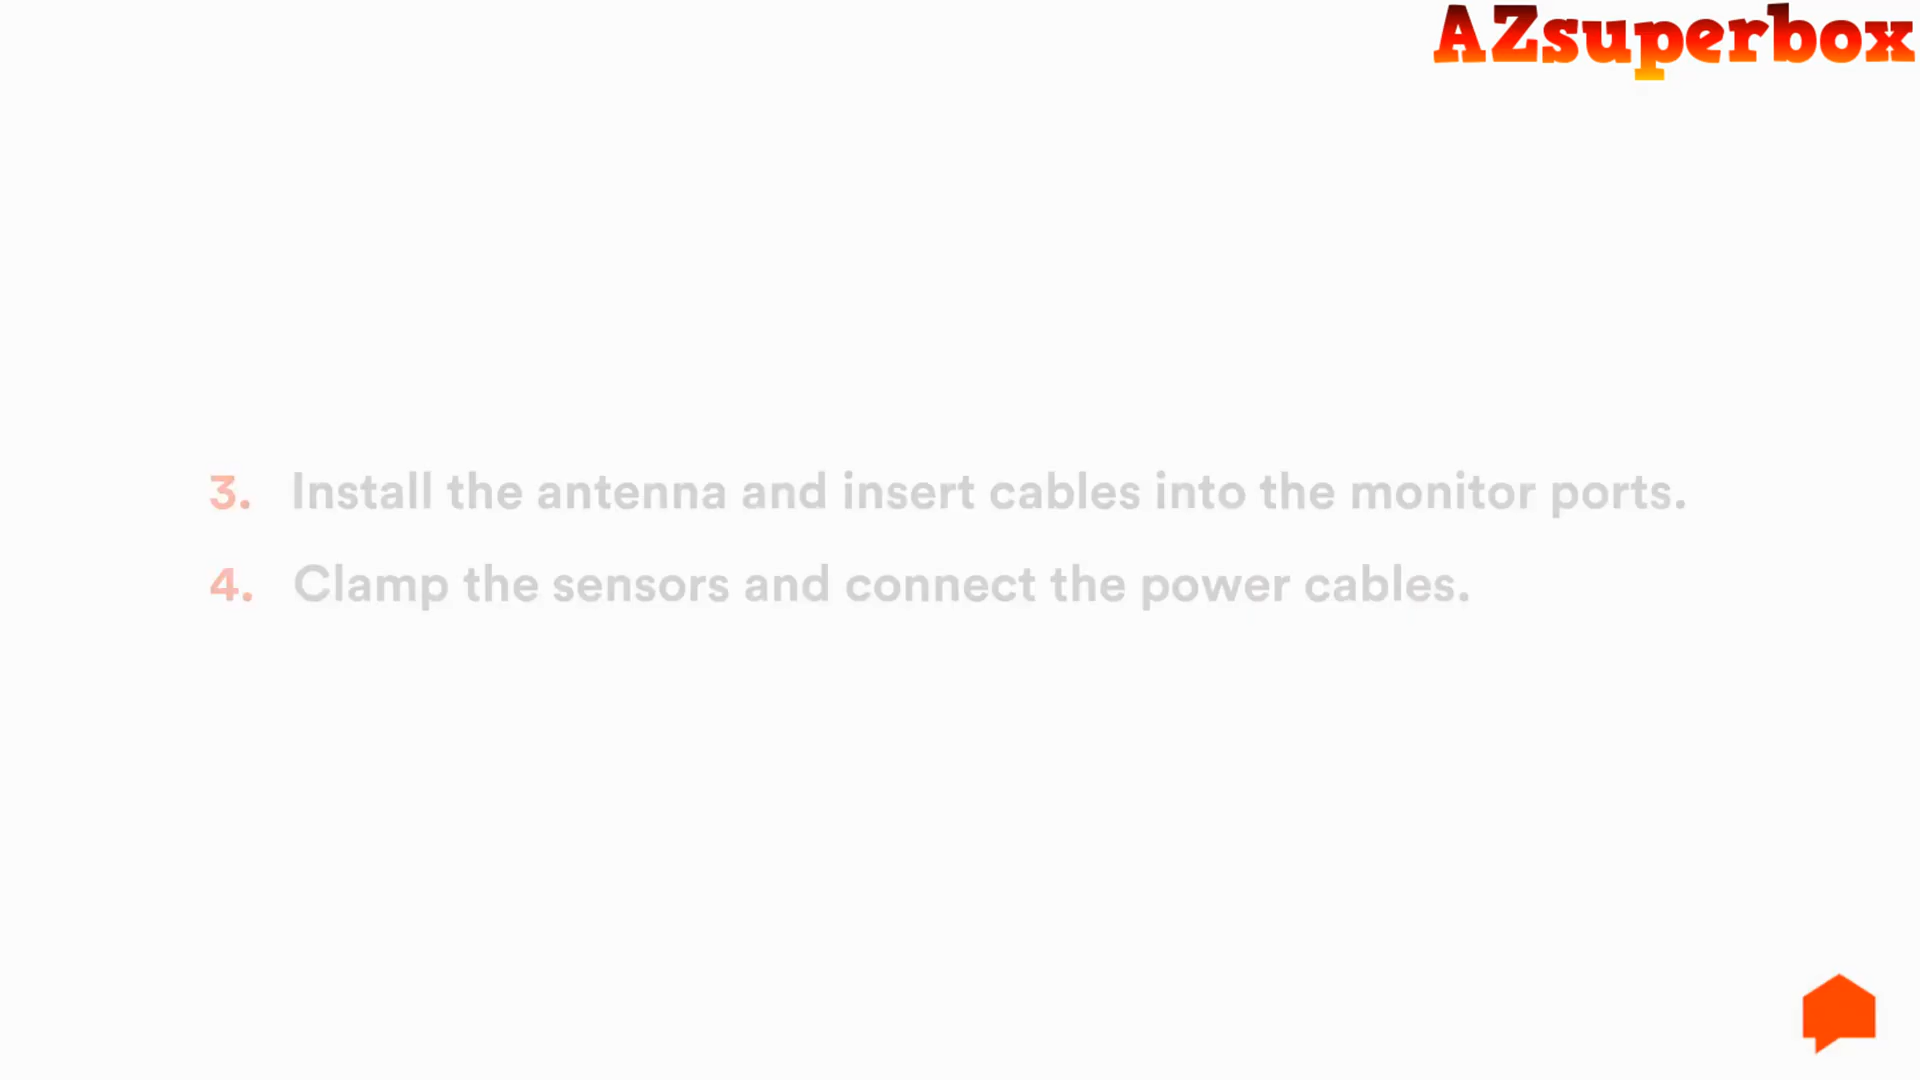 AZsuperbox
3. Install the antenna and insert cables into the monitor ports.
4. Clamp the sensors and connect the power cables.